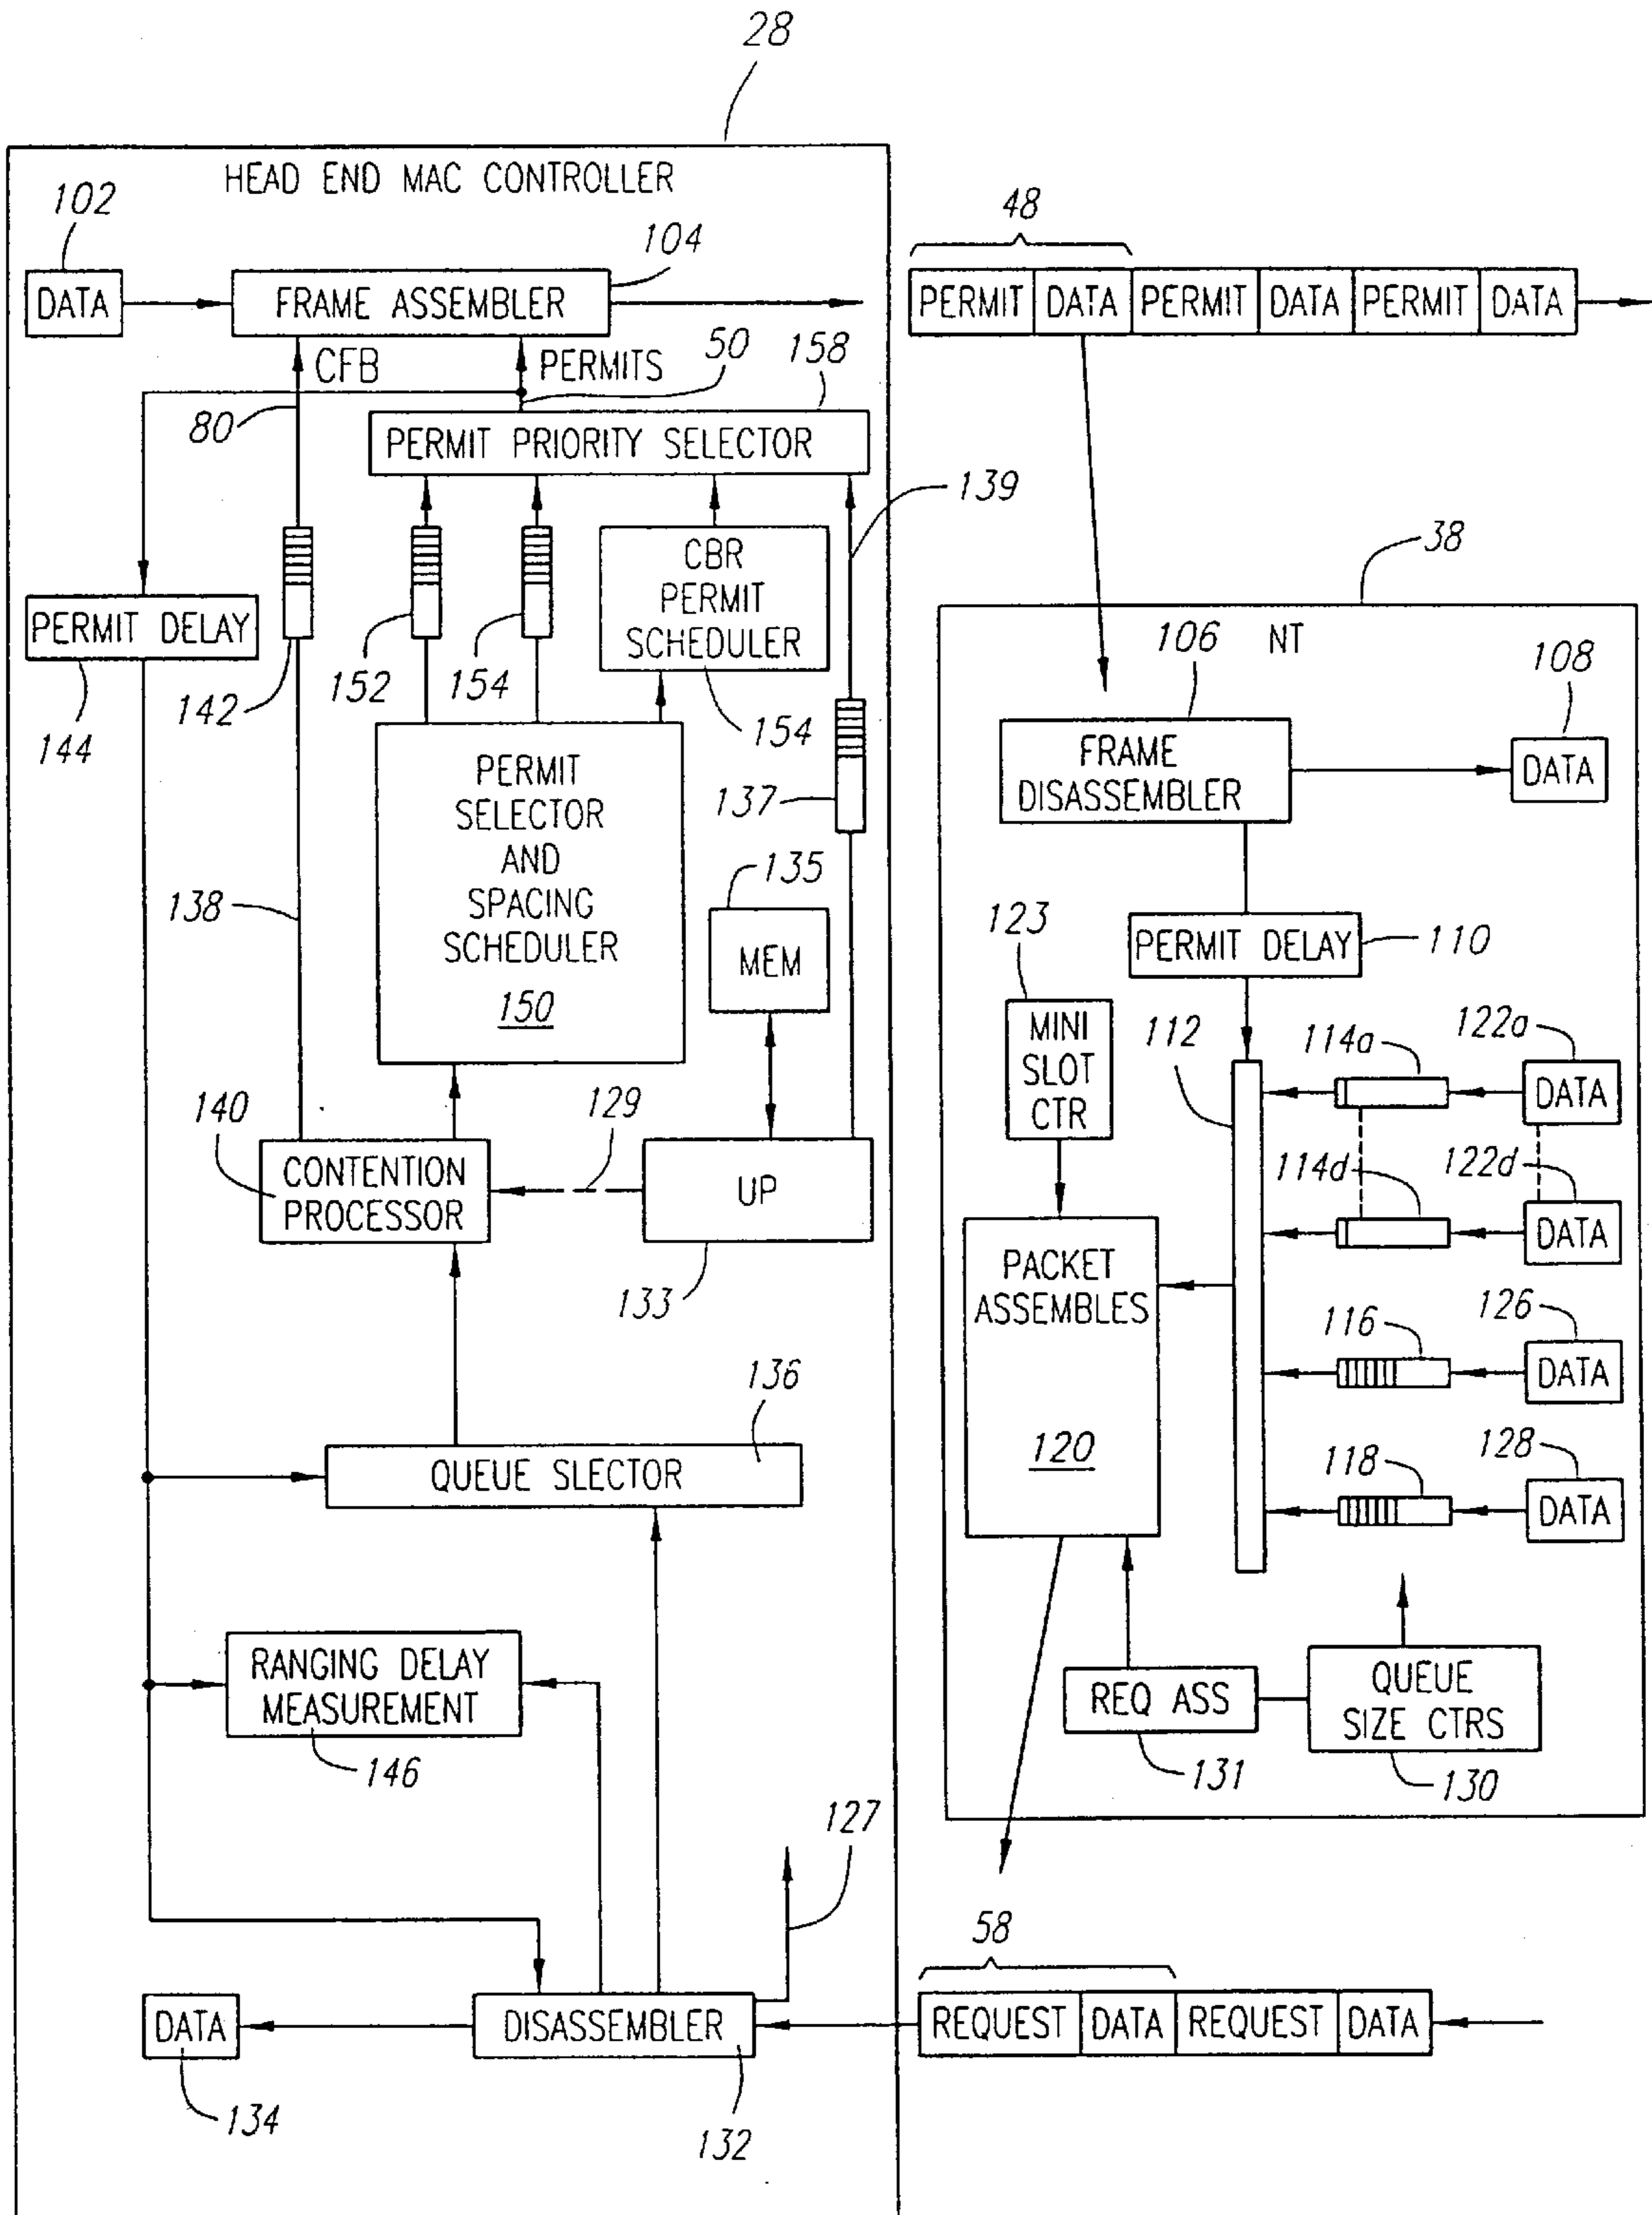 28
HEAD END MAC CONTROLLER
102
104
48
DATA
FRAME ASSEMBLER
PERMIT DATA PERMIT DATA PERMIT DATA
CFB
PERMITS
50
158
80
PERMIT PRIORITY SELECTOR
139
38
CBR
PERMIT
SCHEDULER
PERMIT DELAY
142
152
154
154
144
106
NT
108
FRAME
DISASSEMBLER
DATA
PERMIT
SELECTOR
AND
SPACING
SCHEDULER
150
137
135
MEM
138
123
PERMIT DELAY
110
MINI
SLOT
CTR
112
114a
122a
DATA
140
129
CONTENTION
PROCESSOR
UP
133
114d
122d
DATA
PACKET
ASSEMBLES
120
116
126
DATA
136
QUEUE SLECTOR
118
128
DATA
RANGING DELAY
MEASUREMENT
146
REQ ASS
131
QUEUE
SIZE CTRS
130
127
58
DATA
DISASSEMBLER
REQUEST DATA REQUEST DATA
134
132